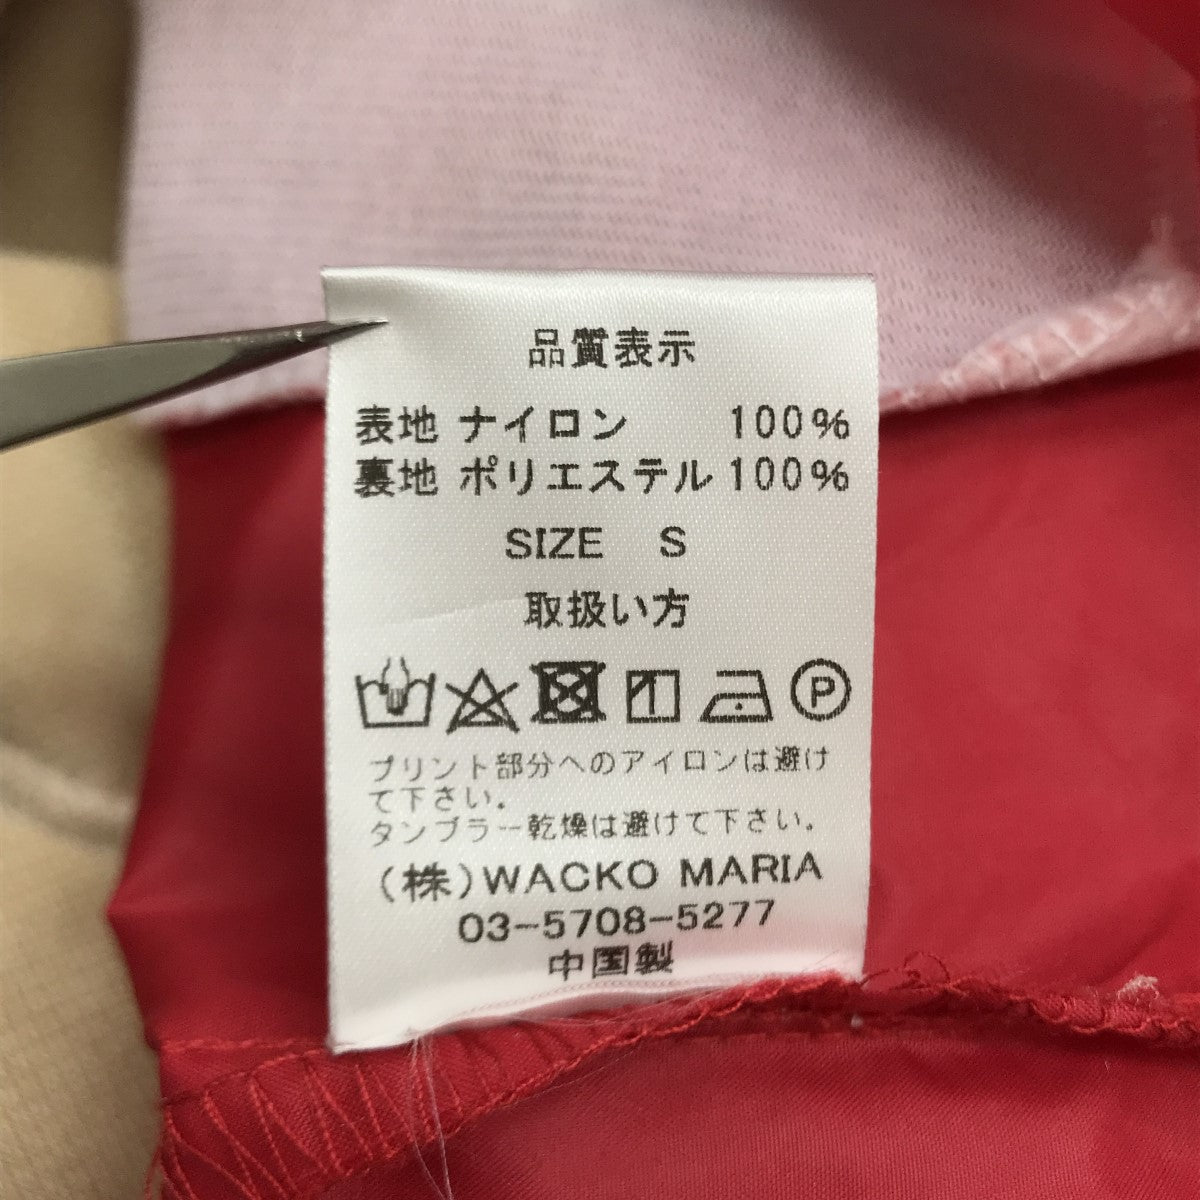 品質表示
表地 ナイロン 100%
裏地 ポリエステル 100%
SIZE S
取扱い方
P
プリント部分へのアイロンは避け
て下さい.
タンブラー乾燥は避けて下さい.
(株)WACKO MARIA
03-5708-5277
中国製